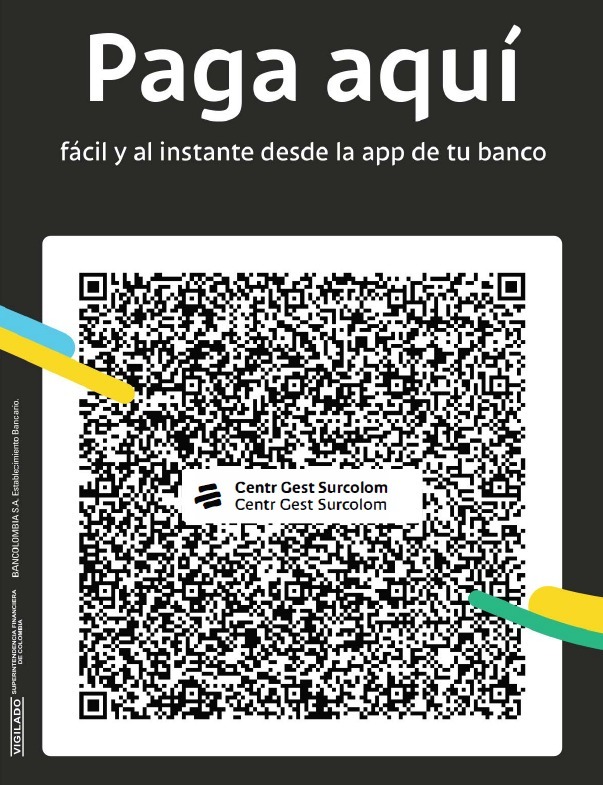 Paga aquí
fácil y al instante desde la app de tu banco
Centr Gest Surcolom
Centr Gest Surcolom
BANCOLOMBIA S.A. Establecimiento Bancario.
VIGILADO
SUPERINTENDENCIA FINANCIERA
DE COLOMBIA